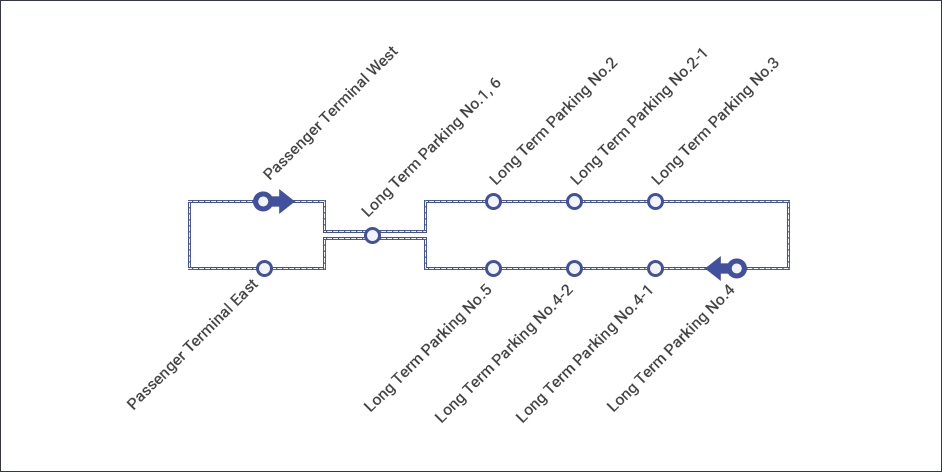 Passenger Terminal West
Long Term Parking No.1, 6
Long Term Parking No.2
Long Term Parking No.2-1
Long Term Parking No.3
Passenger Terminal East
Long Term Parking No.5
Long Term Parking No.4-2
Long Term Parking No.4-1
Long Term Parking No.4